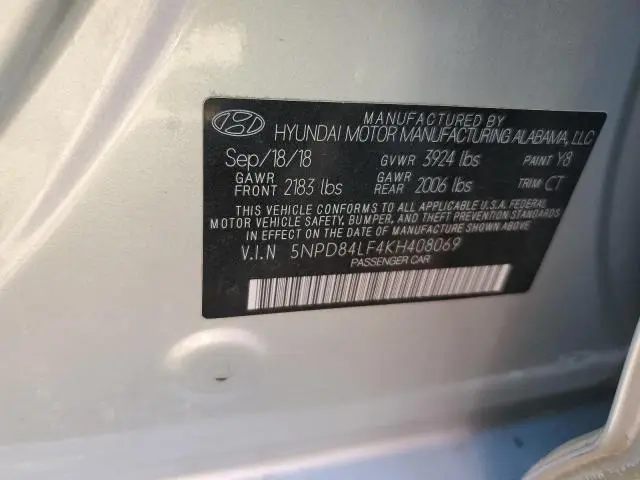 MANUFACTURED BY
HYUNDAI MOTOR MANUFACTURING ALABAMA, LLC
Sep/18/18 GVWR 3924 lbs PAINT Y8
GAWR FRONT 2183 lbs GAWR REAR 2006 lbs TRIM CT
THIS VEHICLE CONFORMS TO ALL APPLICABLE U.S.A. FEDERAL
MOTOR VEHICLE SAFETY, BUMPER, AND THEFT PREVENTION STANDARDS
IN EFFECT ON THE DATE OF MANUFACTURE SHOWN ABOVE
V.I.N 5NPD84LF4KH408069
PASSENGER CAR